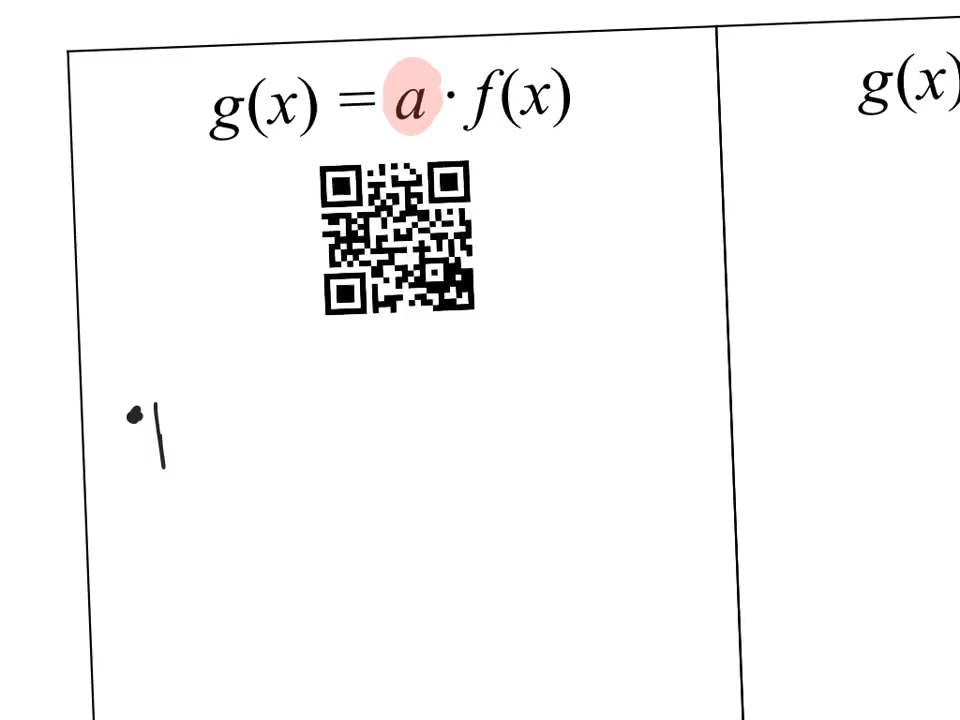 g(x) = a · f(x)
g(x)